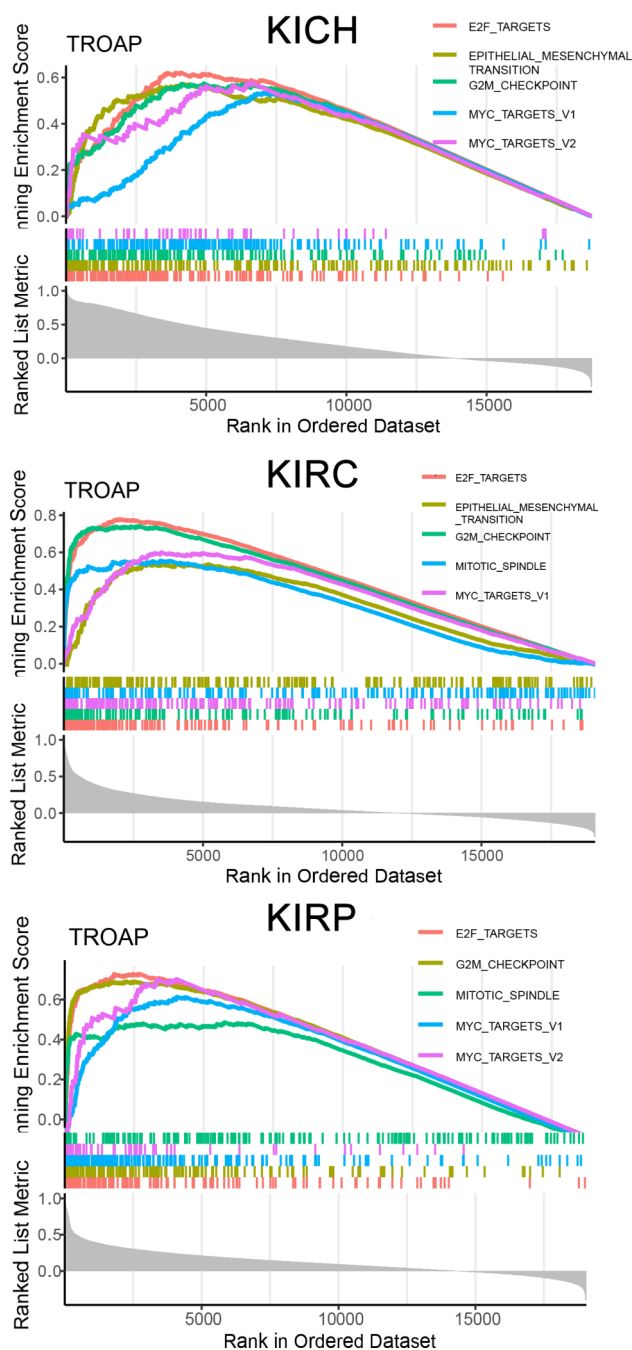 KICH
TROAP
E2F_TARGETS
EPITHELIAL_MESENCHYMAL
TRANSITION
G2M_CHECKPOINT
MYC_TARGETS_V1
MYC_TARGETS_V2
nning Enrichment Score
0.6
0.4
0.2
0.0
Ranked List Metric
1.0
0.5
0.0
5000 10000 15000
Rank in Ordered Dataset
KIRC
TROAP
E2F_TARGETS
EPITHELIAL_MESENCHYMAL
_TRANSITION
G2M_CHECKPOINT
MITOTIC_SPINDLE
MYC_TARGETS_V1
nning Enrichment Score
0.8
0.6
0.4
0.2
0.0
Ranked List Metric
1.0
0.5
0.0
5000 10000 15000
Rank in Ordered Dataset
KIRP
TROAP
E2F_TARGETS
G2M_CHECKPOINT
MITOTIC_SPINDLE
MYC_TARGETS_V1
MYC_TARGETS_V2
nning Enrichment Score
0.6
0.4
0.2
0.0
Ranked List Metric
1.0
0.5
0.0
5000 10000 15000
Rank in Ordered Dataset